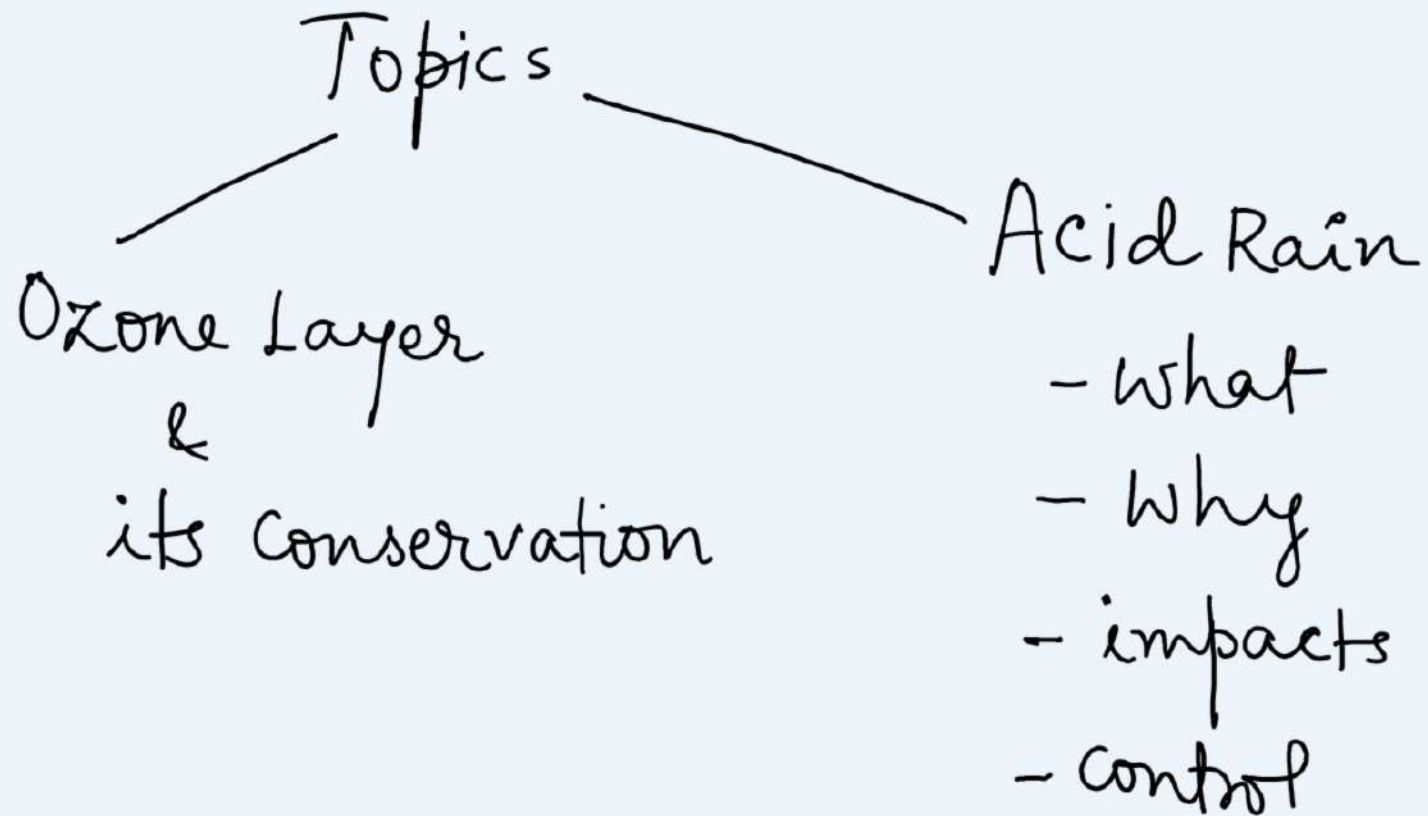 Topics
Ozone Layer
&
its conservation
Acid Rain
- what
- why
- impacts
- control